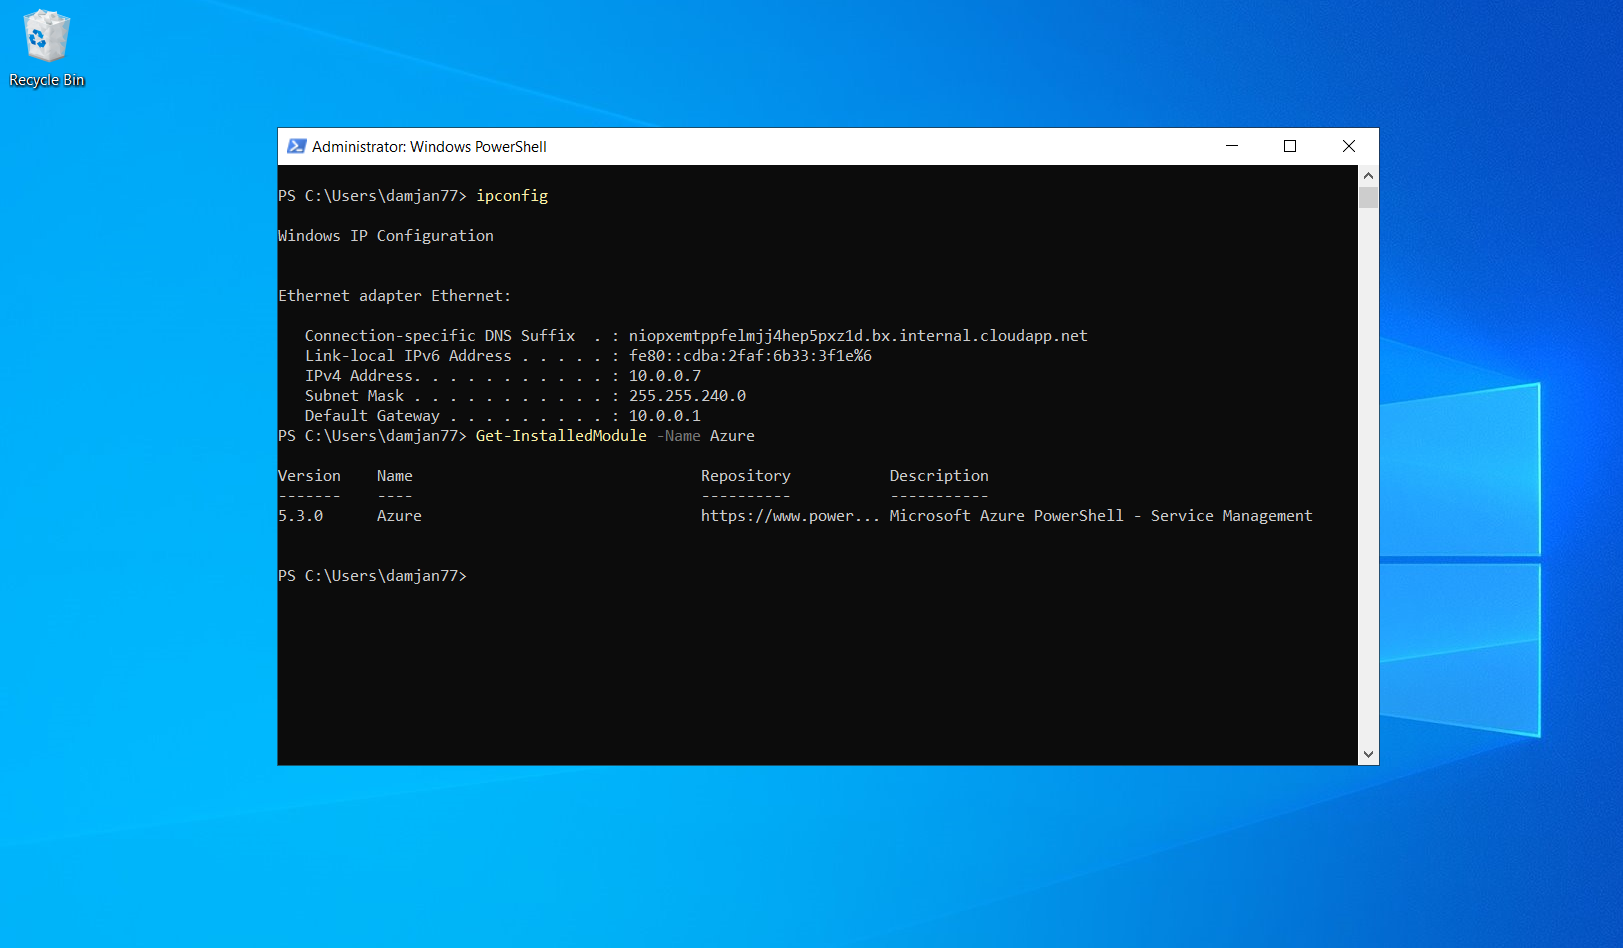 Recycle Bin
Administrator: Windows PowerShell
PS C:\Users\damjan77> ipconfig
Windows IP Configuration
Ethernet adapter Ethernet:
Connection-specific DNS Suffix  . : niopxemtppfelmjj4hep5pxz1d.bx.internal.cloudapp.net
Link-local IPv6 Address . . . . . : fe80::cdba:2faf:6b33:3f1e%6
IPv4 Address. . . . . . . . . . . : 10.0.0.7
Subnet Mask . . . . . . . . . . . : 255.255.240.0
Default Gateway . . . . . . . . . : 10.0.0.1
PS C:\Users\damjan77> Get-InstalledModule -Name Azure
Version    Name                                Repository           Description
-------    ----                                ----------           -----------
5.3.0      Azure                               https://www.power... Microsoft Azure PowerShell - Service Management
PS C:\Users\damjan77>